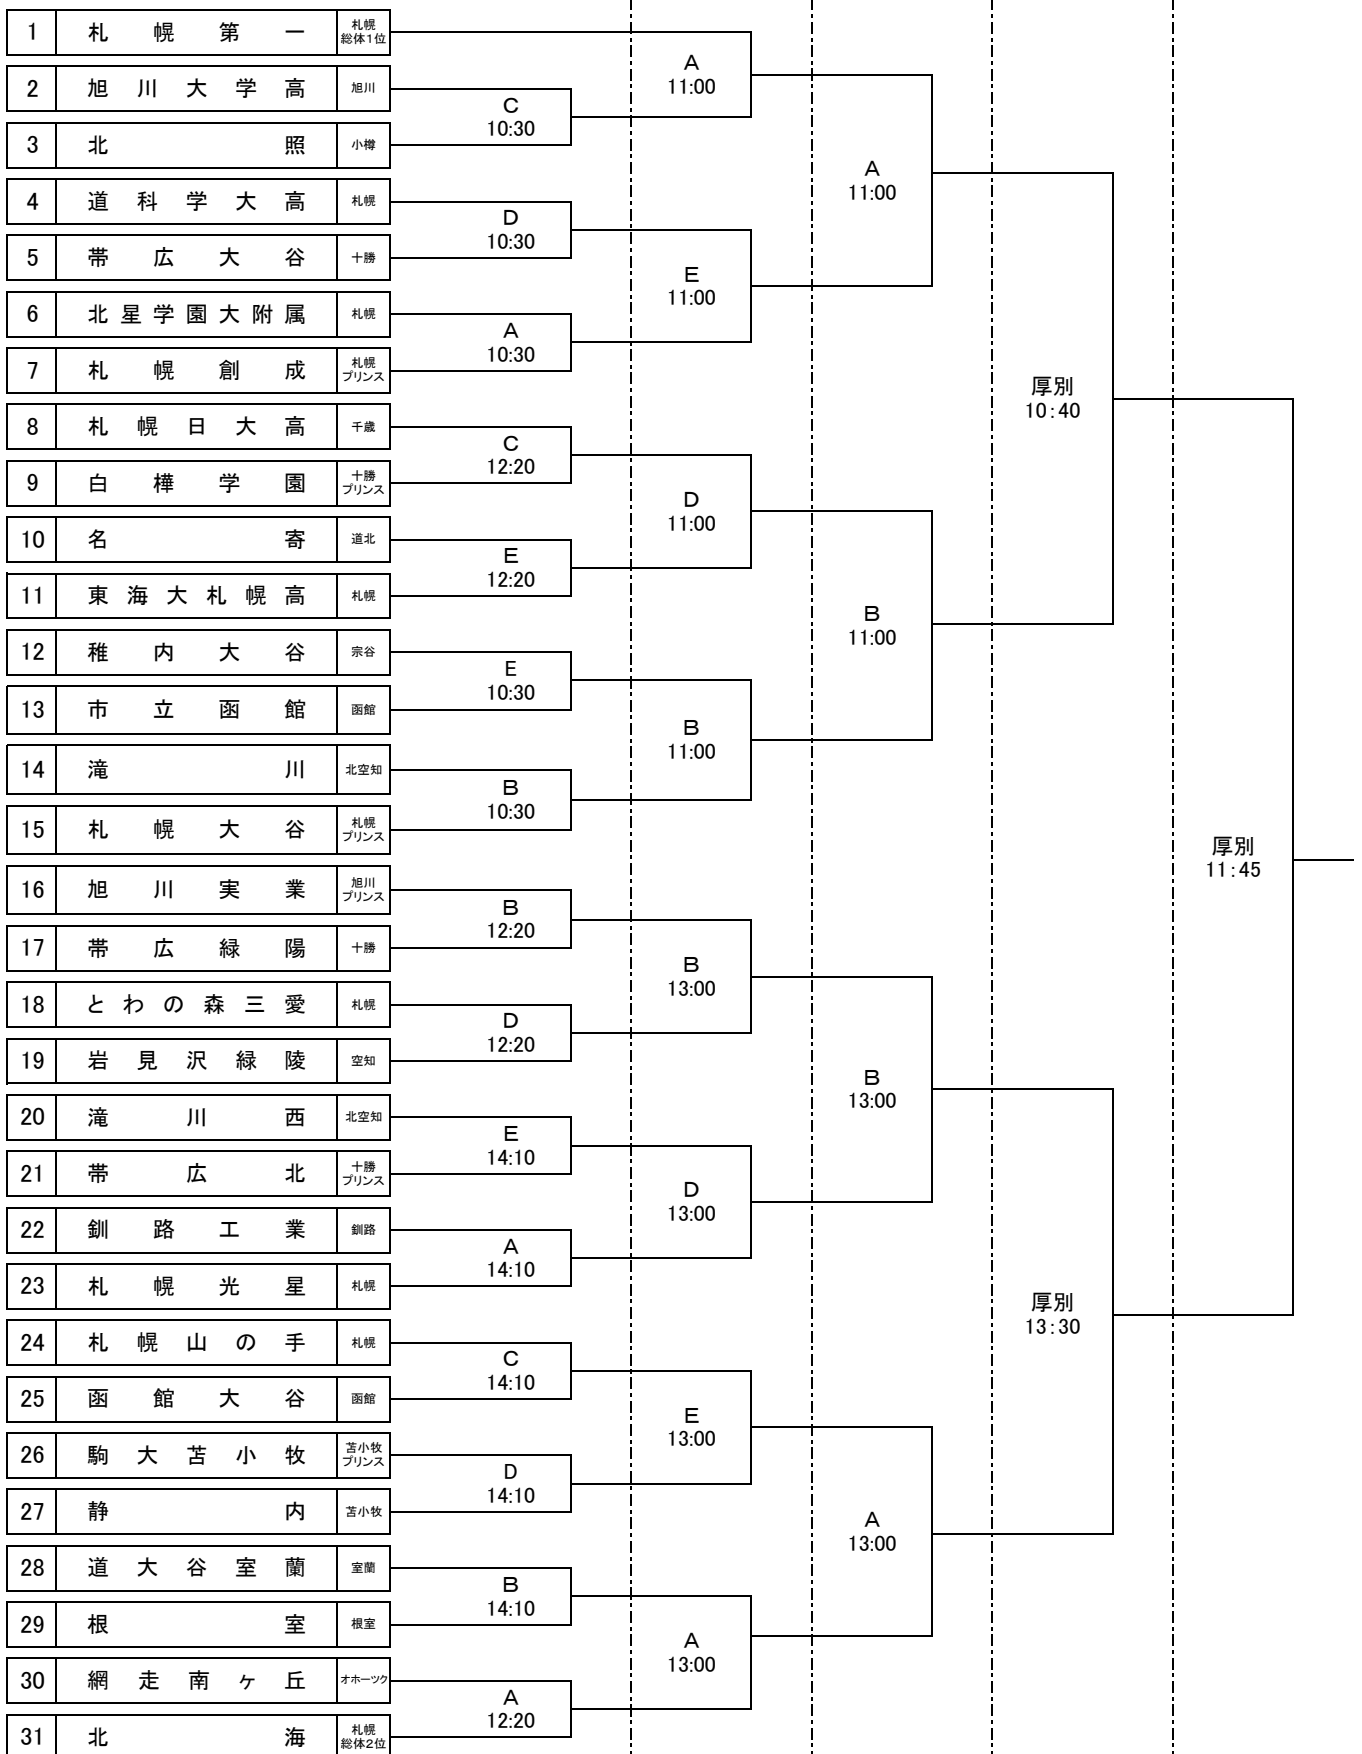 1 札幌第一 札幌 総体1位
2 旭川大学高 旭川
3 北照 小樽
4 道科学大高 札幌
5 帯広大谷 十勝
6 北星学園大附属 札幌
7 札幌創成 札幌 プリンス
8 札幌日大高 千歳
9 白樺学園 十勝 プリンス
10 名寄 道北
11 東海大札幌高 札幌
12 稚内大谷 宗谷
13 市立函館 函館
14 滝川 北空知
15 札幌大谷 札幌 プリンス
16 旭川実業 旭川 プリンス
17 帯広緑陽 十勝
18 とわの森三愛 札幌
19 岩見沢緑陵 空知
20 滝川西 北空知
21 帯広北 十勝 プリンス
22 釧路工業 釧路
23 札幌光星 札幌
24 札幌山の手 札幌
25 函館大谷 函館
26 駒大苫小牧 苫小牧 プリンス
27 静内 苫小牧
28 道大谷室蘭 室蘭
29 根室 根室
30 網走南ヶ丘 オホーツク
31 北海 札幌 総体2位
C
10:30
D
10:30
A
10:30
C
12:20
E
12:20
E
10:30
B
10:30
B
12:20
D
12:20
E
14:10
A
14:10
C
14:10
D
14:10
B
14:10
A
12:20
A
11:00
E
11:00
D
11:00
B
11:00
B
13:00
D
13:00
E
13:00
A
13:00
A
11:00
B
11:00
B
13:00
A
13:00
厚別
10:40
厚別
13:30
厚別
11:45